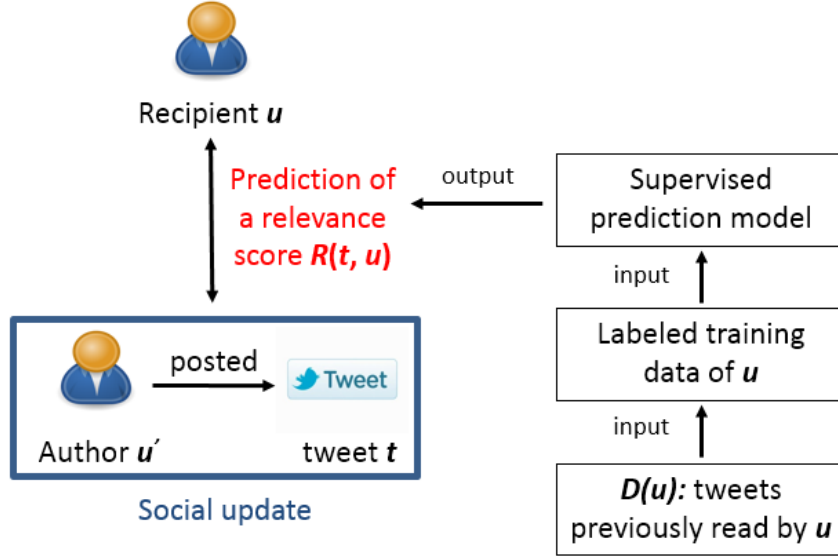 Recipient u
Prediction of
a relevance
score R(t, u)
output
Supervised
prediction model
input
Labeled training
data of u
input
D(u): tweets
previously read by u
posted
Tweet
Author u′
tweet t
Social update